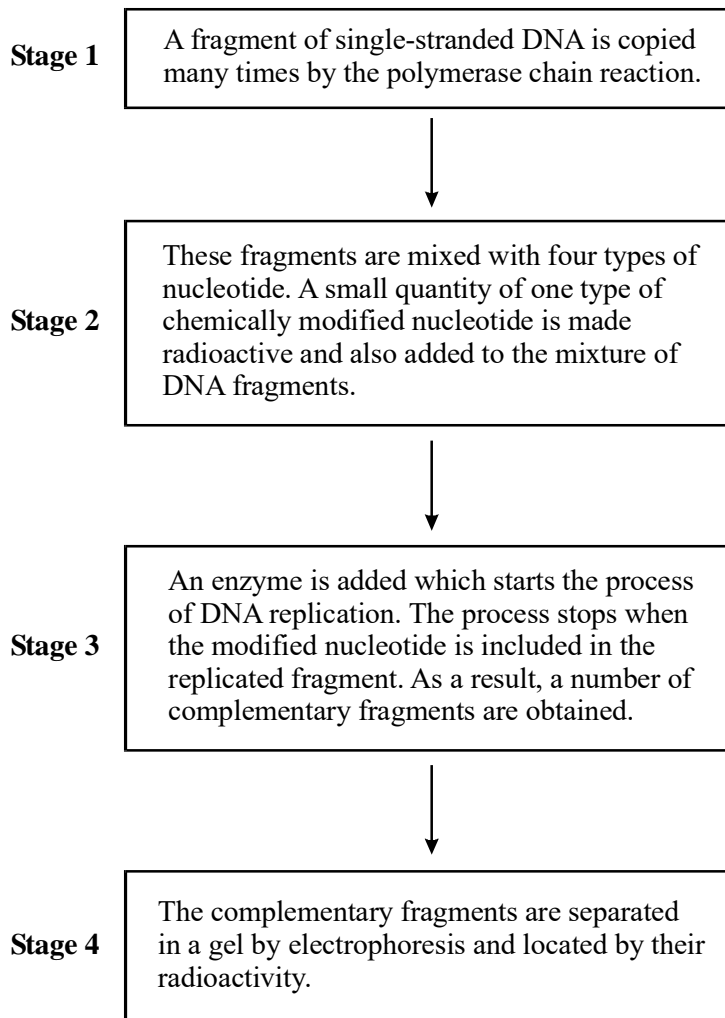 Stage 1
A fragment of single-stranded DNA is copied
many times by the polymerase chain reaction.
Stage 2
These fragments are mixed with four types of
nucleotide. A small quantity of one type of
chemically modified nucleotide is made
radioactive and also added to the mixture of
DNA fragments.
Stage 3
An enzyme is added which starts the process
of DNA replication. The process stops when
the modified nucleotide is included in the
replicated fragment. As a result, a number of
complementary fragments are obtained.
Stage 4
The complementary fragments are separated
in a gel by electrophoresis and located by their
radioactivity.